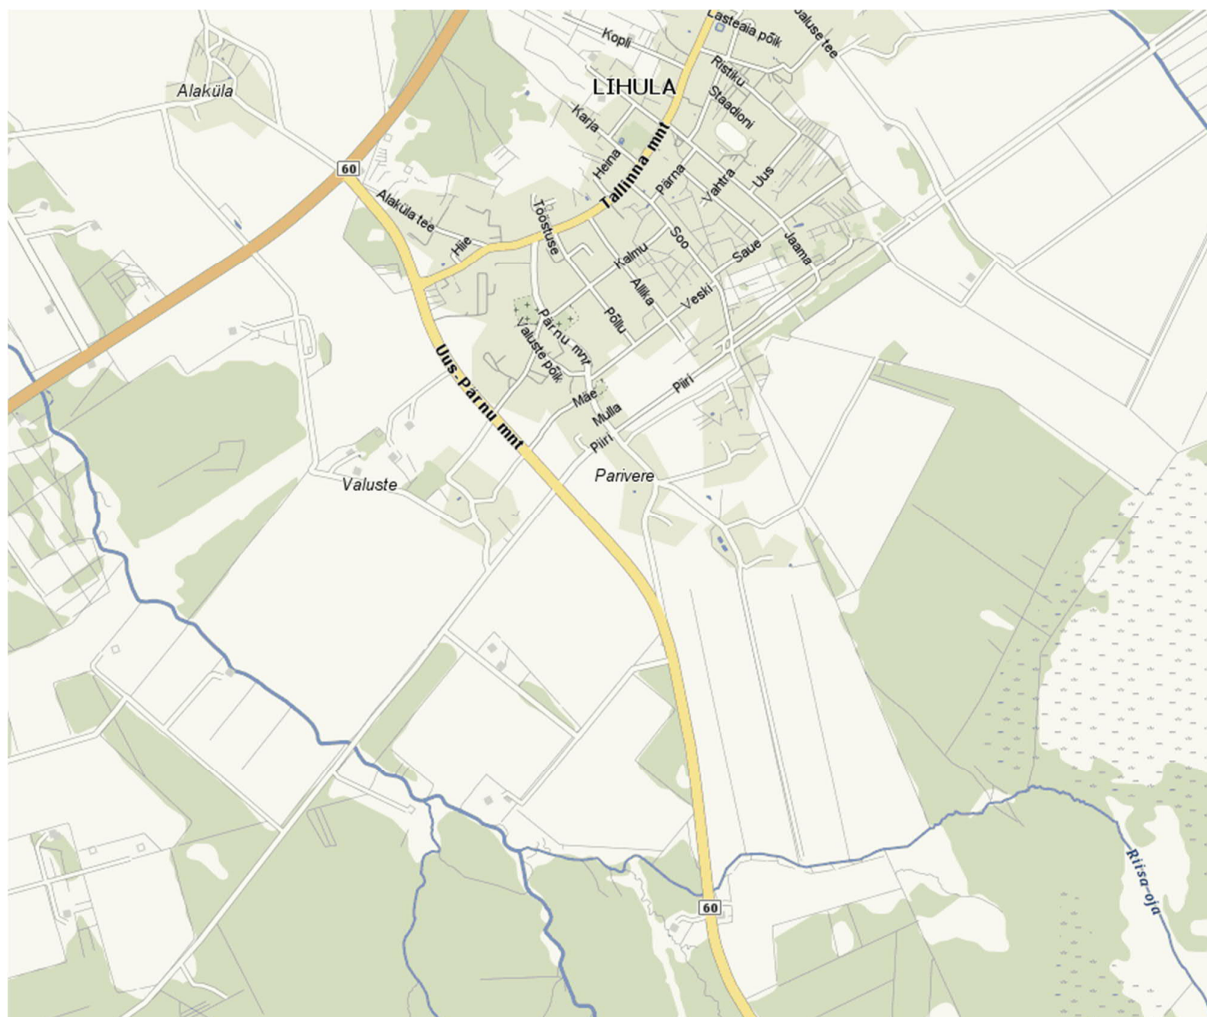 Lasteaia põik
Jaluse tee
Kopli
Ristiku
LIHULA
Alaküla
Staadioni
Karja
Tallinna mnt
Heina
60
Pärna
Vahtra
Uus
Alaküla tee
Tööstuse
Hile
Soo
Kalmu
Saue
Jaama
Allika
Veski
Pärnu mnt
Põllu
Valuste põik
Uus-Pärnu mnt
Mäe
Piiri
Mulla
Piiri
Valuste
Parivere
Riisa oja
60